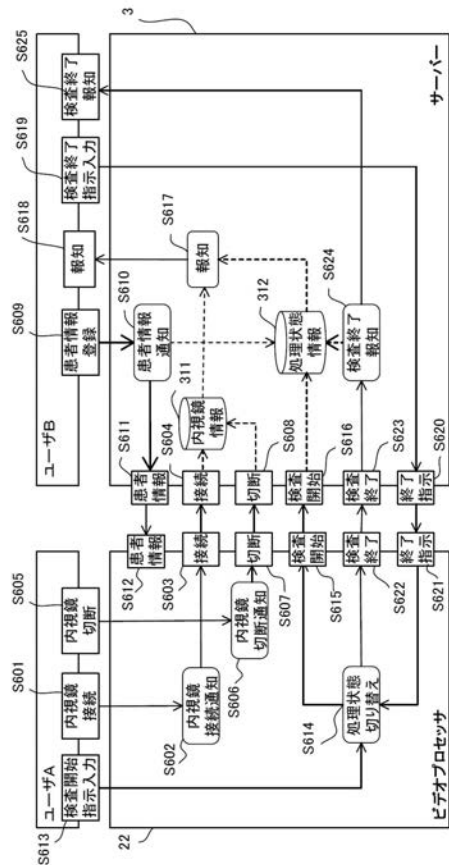 ユーザA
S613
検査開始
指示入力
S601
内視鏡
接続
S605
内視鏡
切断
ユーザB
S609
患者情報
登録
S618
報知
S619
検査終了
指示入力
S625
検査終了
報知
22
ビデオプロセッサ
S602
内視鏡
接続通知
S606
内視鏡
切断通知
S614
処理状態
切り替え
S612
患者
情報
S603
接続
S607
切断
S615
検査
開始
S622
検査
終了
S621
終了
指示
S611
患者
情報
S604
接続
S608
切断
S616
検査
開始
S623
検査
終了
S620
終了
指示
3
サーバー
S610
患者情報
通知
311
内視鏡
情報
S617
報知
312
処理状態
情報
S624
検査終了
報知